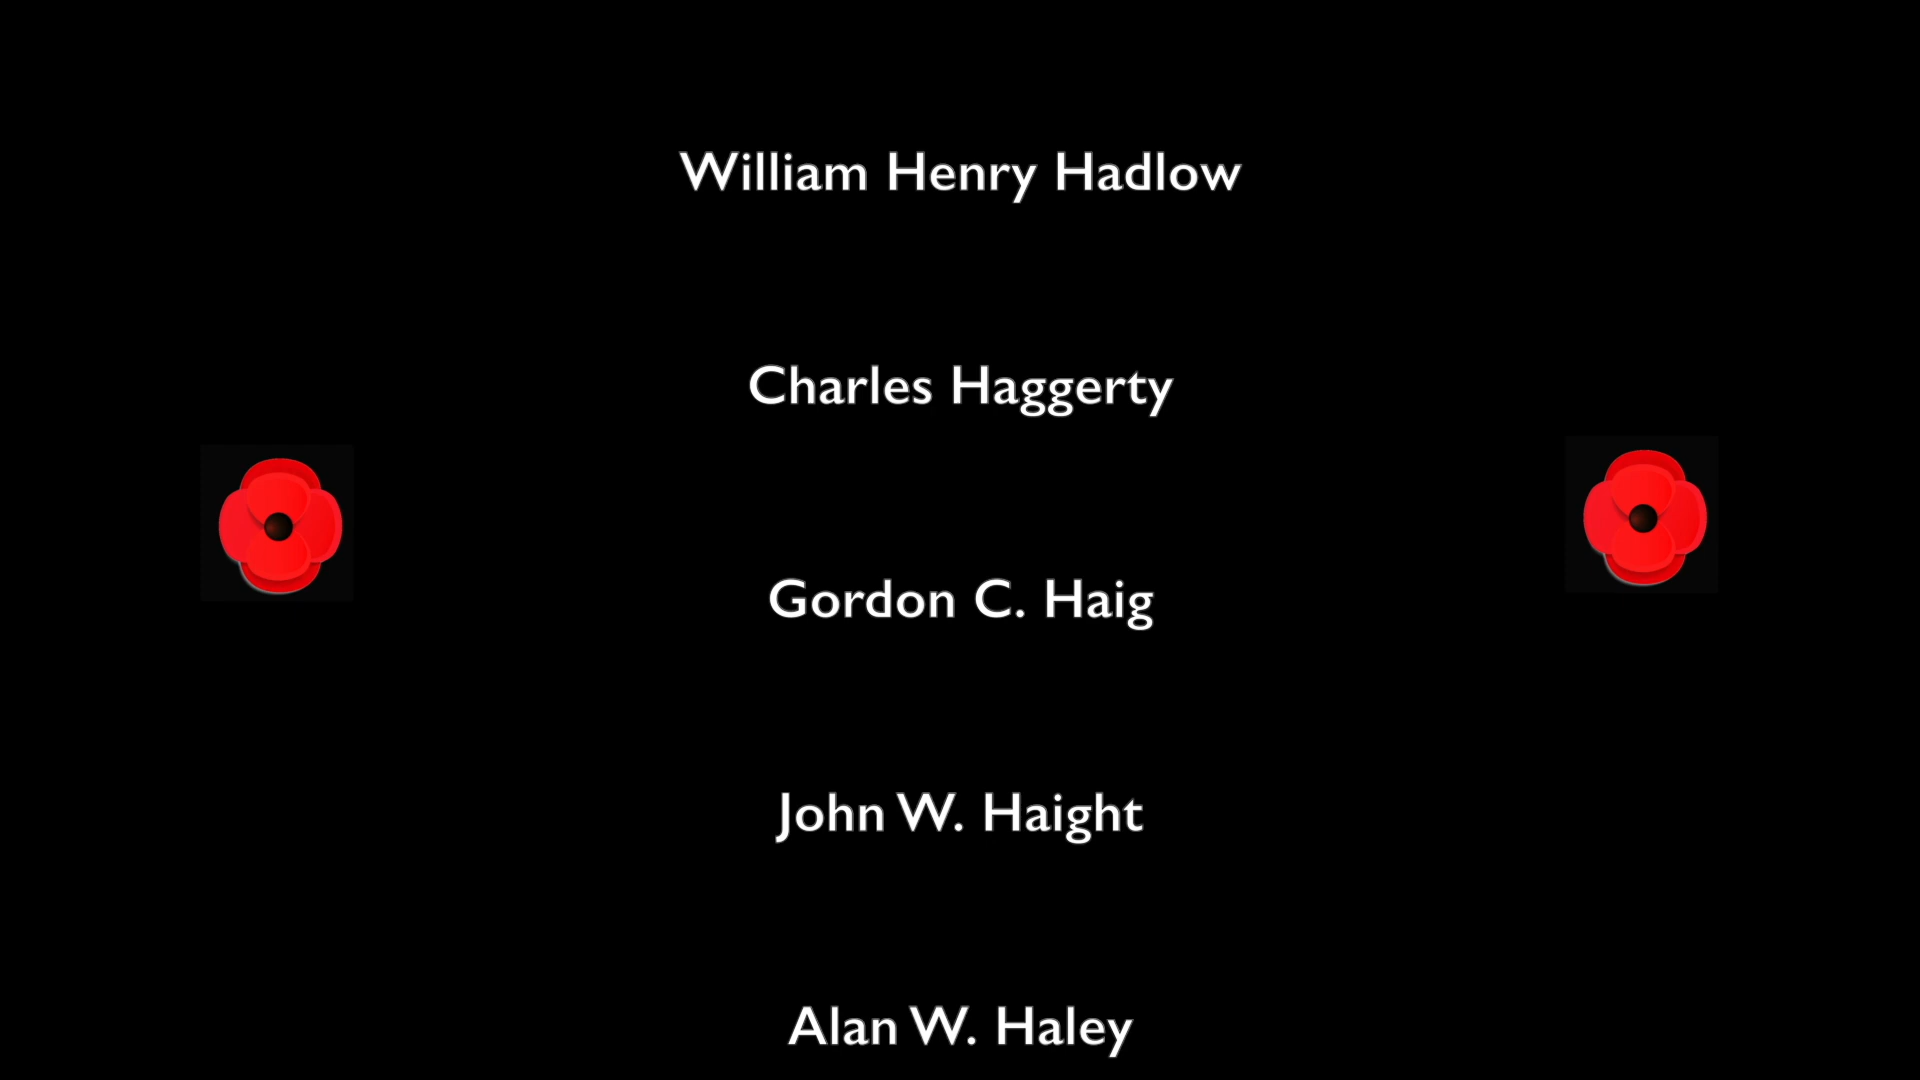 William Henry Hadlow
Charles Haggerty
Gordon C. Haig
John W. Haight
Alan W. Haley